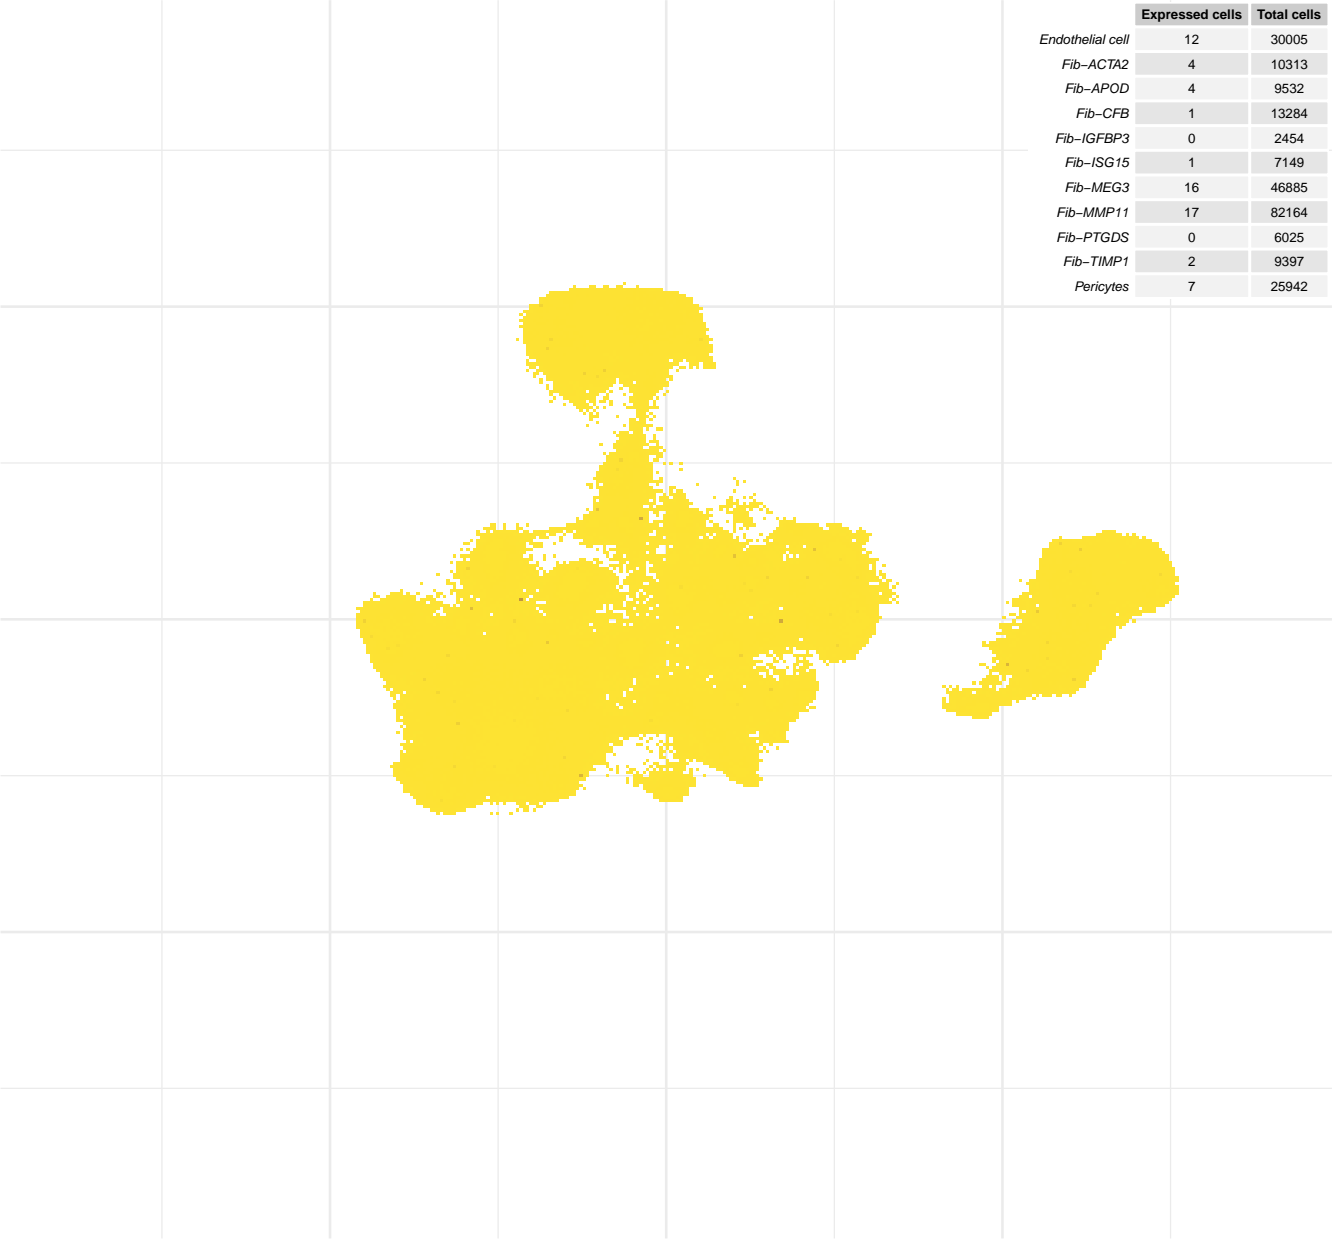 Expressed cells Total cells
Endothelial cell 12 30005
Fib−ACTA2 4 10313
Fib−APOD 4 9532
Fib−CFB 1 13284
Fib−IGFBP3 0 2454
Fib−ISG15 1 7149
Fib−MEG3 16 46885
Fib−MMP11 17 82164
Fib−PTGDS 0 6025
Fib−TIMP1 2 9397
Pericytes 7 25942